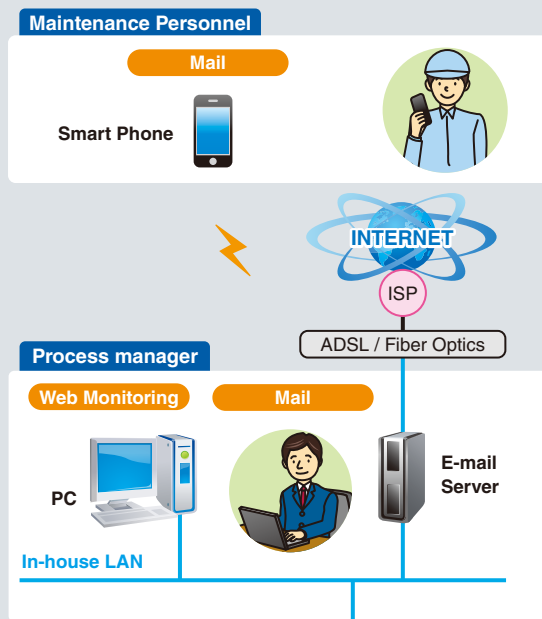 Maintenance Personnel
Mail
Smart Phone
INTERNET
ISP
ADSL / Fiber Optics
Process manager
Web Monitoring
Mail
PC
E-mail
Server
In-house LAN